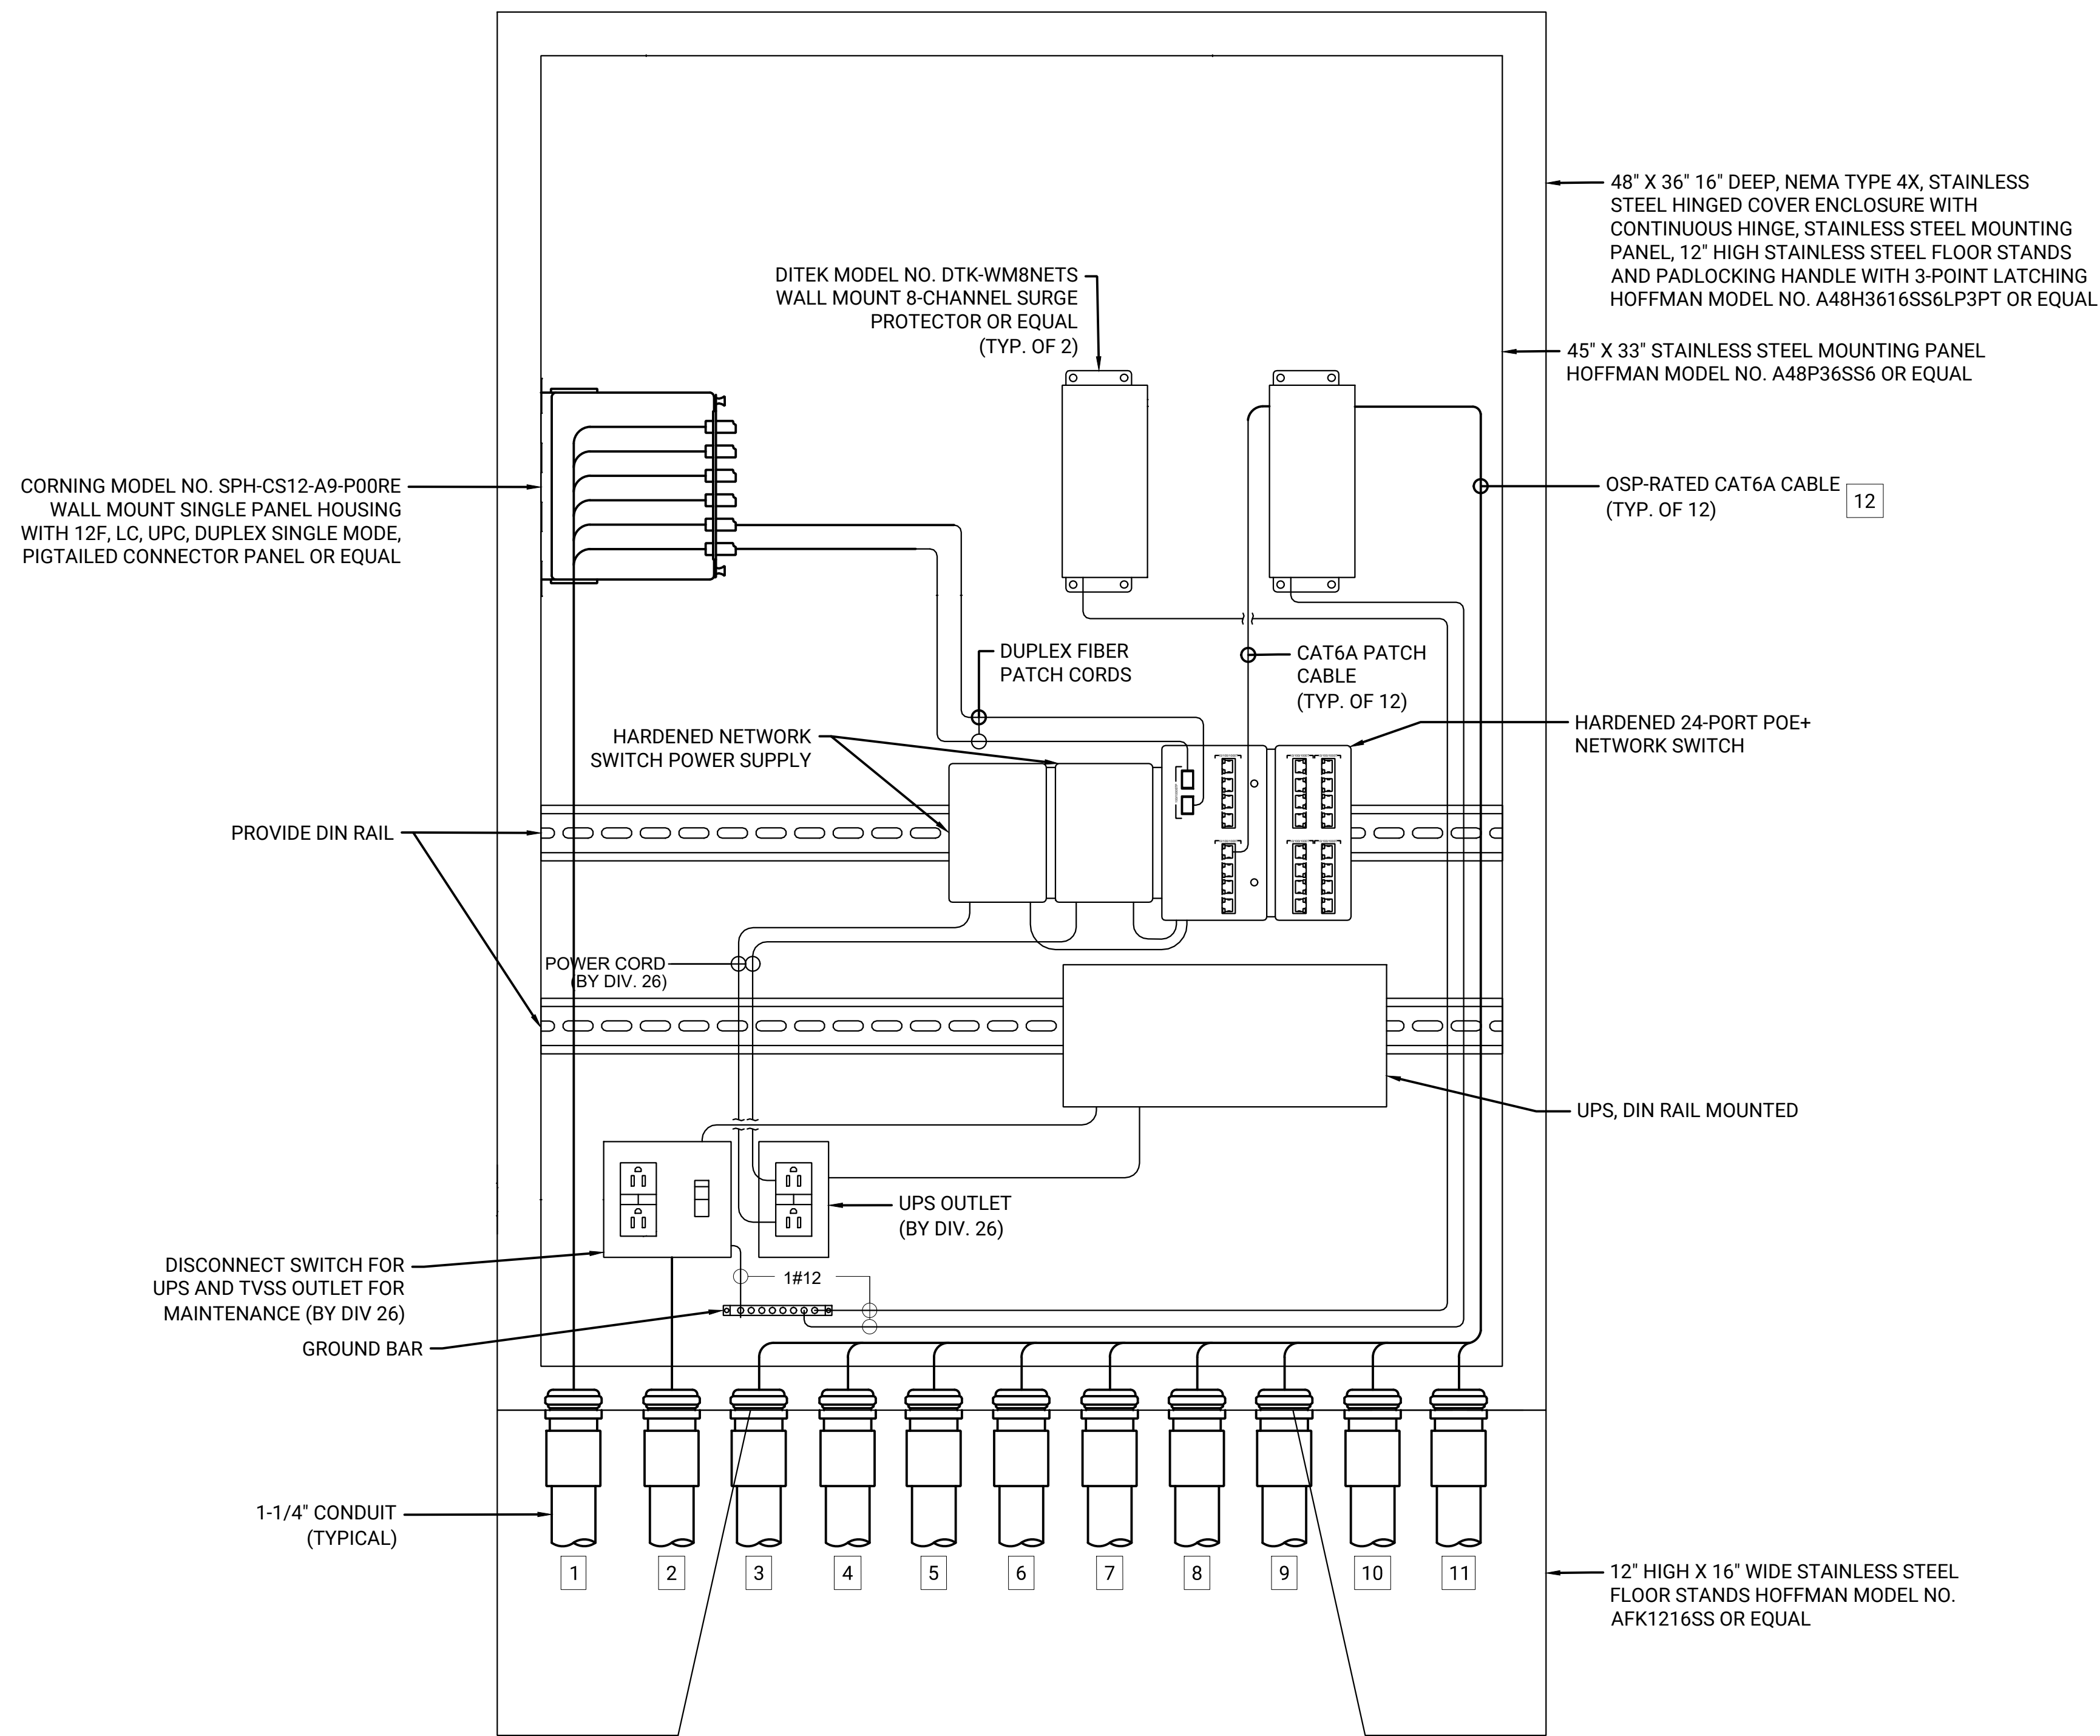 48" X 36" 16" DEEP, NEMA TYPE 4X, STAINLESS
STEEL HINGED COVER ENCLOSURE WITH
CONTINUOUS HINGE, STAINLESS STEEL MOUNTING
PANEL, 12" HIGH STAINLESS STEEL FLOOR STANDS
AND PADLOCKING HANDLE WITH 3-POINT LATCHING
HOFFMAN MODEL NO. A48H3616SS6LP3PT OR EQUAL
DITEK MODEL NO. DTK-WM8NETS
WALL MOUNT 8-CHANNEL SURGE
PROTECTOR OR EQUAL
(TYP. OF 2)
45" X 33" STAINLESS STEEL MOUNTING PANEL
HOFFMAN MODEL NO. A48P36SS6 OR EQUAL
CORNING MODEL NO. SPH-CS12-A9-P00RE
WALL MOUNT SINGLE PANEL HOUSING
WITH 12F, LC, UPC, DUPLEX SINGLE MODE,
PIGTAILED CONNECTOR PANEL OR EQUAL
OSP-RATED CAT6A CABLE
(TYP. OF 12)
12
DUPLEX FIBER
PATCH CORDS
CAT6A PATCH
CABLE
(TYP. OF 12)
HARDENED NETWORK
SWITCH POWER SUPPLY
HARDENED 24-PORT POE+
NETWORK SWITCH
PROVIDE DIN RAIL
POWER CORD
(BY DIV. 26)
UPS, DIN RAIL MOUNTED
UPS OUTLET
(BY DIV. 26)
DISCONNECT SWITCH FOR
UPS AND TVSS OUTLET FOR
MAINTENANCE (BY DIV 26)
1#12
GROUND BAR
1-1/4" CONDUIT
(TYPICAL)
1 2 3 4 5 6 7 8 9 10 11
12" HIGH X 16" WIDE STAINLESS STEEL
FLOOR STANDS HOFFMAN MODEL NO.
AFK1216SS OR EQUAL